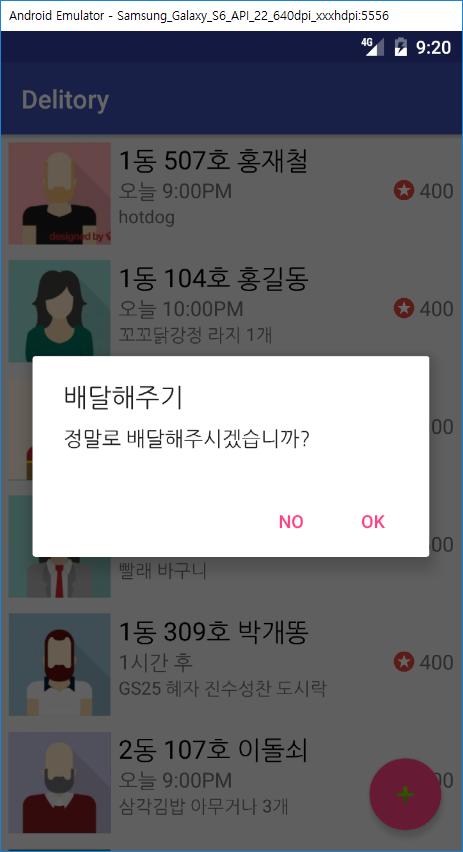 Android Emulator - Samsung_Galaxy_S6_API_22_640dpi_xxxhdpi:5556
4G 9:20
Delitory
1동 507호 홍재철
오늘 9:00PM
400
hotdog
designed by
1동 104호 홍길동
오늘 10:00PM
400
꼬꼬닭강정 라지 1개
배달해주기
00
정말로 배달해주시겠습니까?
NO OK
00
빨래 바구니
1동 309호 박개똥
1시간 후
400
GS25 혜자 진수성찬 도시락
2동 107호 이돌쇠
오늘 9:00PM
00
삼각김밥 아무거나 3개